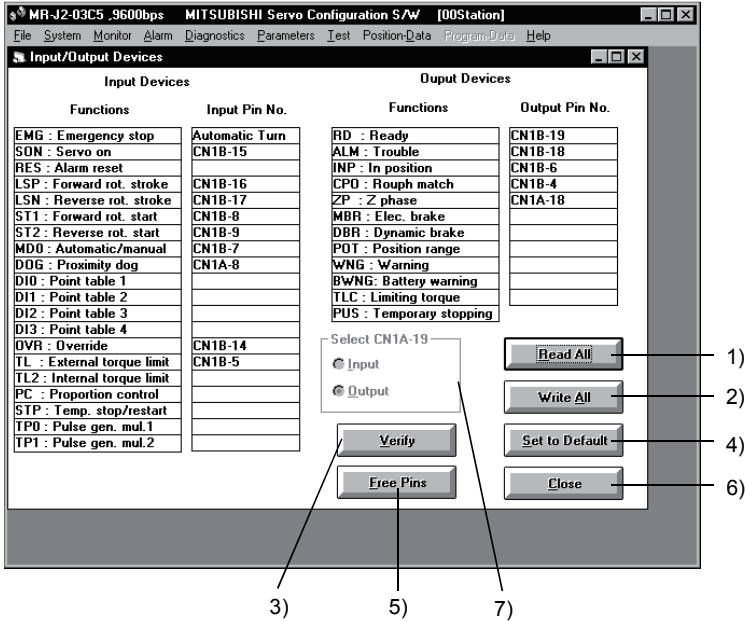 MR-J2-03C5 ,9600bps MITSUBISHI Servo Configuration S/W [00Station]
File System Monitor Alarm Diagnostics Parameters Test Position-Data Program-Data Help
Input/Output Devices
Input Devices
Functions Input Pin No.
EMG : Emergency stop Automatic Turn
SON : Servo on CN1B-15
RES : Alarm reset
LSP : Forward rot. stroke CN1B-16
LSN : Reverse rot. stroke CN1B-17
ST1 : Forward rot. start CN1B-8
ST2 : Reverse rot. start CN1B-9
MD0 : Automatic/manual CN1B-7
DOG : Proximity dog CN1A-8
DI0 : Point table 1
DI1 : Point table 2
DI2 : Point table 3
DI3 : Point table 4
OVR : Override CN1B-14
TL : External torque limit CN1B-5
TL2 : Internal torque limit
PC : Proportion control
STP : Temp. stop/restart
TP0 : Pulse gen. mul.1
TP1 : Pulse gen. mul.2
Ouput Devices
Functions Output Pin No.
RD : Ready CN1B-19
ALM : Trouble CN1B-18
INP : In position CN1B-6
CPO : Rouph match CN1B-4
ZP : Z phase CN1A-18
MBR : Elec. brake
DBR : Dynamic brake
POT : Position range
WNG : Warning
BWNG: Battery warning
TLC : Limiting torque
PUS : Temporary stopping
Select CN1A-19
Input
Output
Read All 1)
Write All 2)
Verify
Set to Default 4)
Free Pins
Close 6)
3) 5) 7)